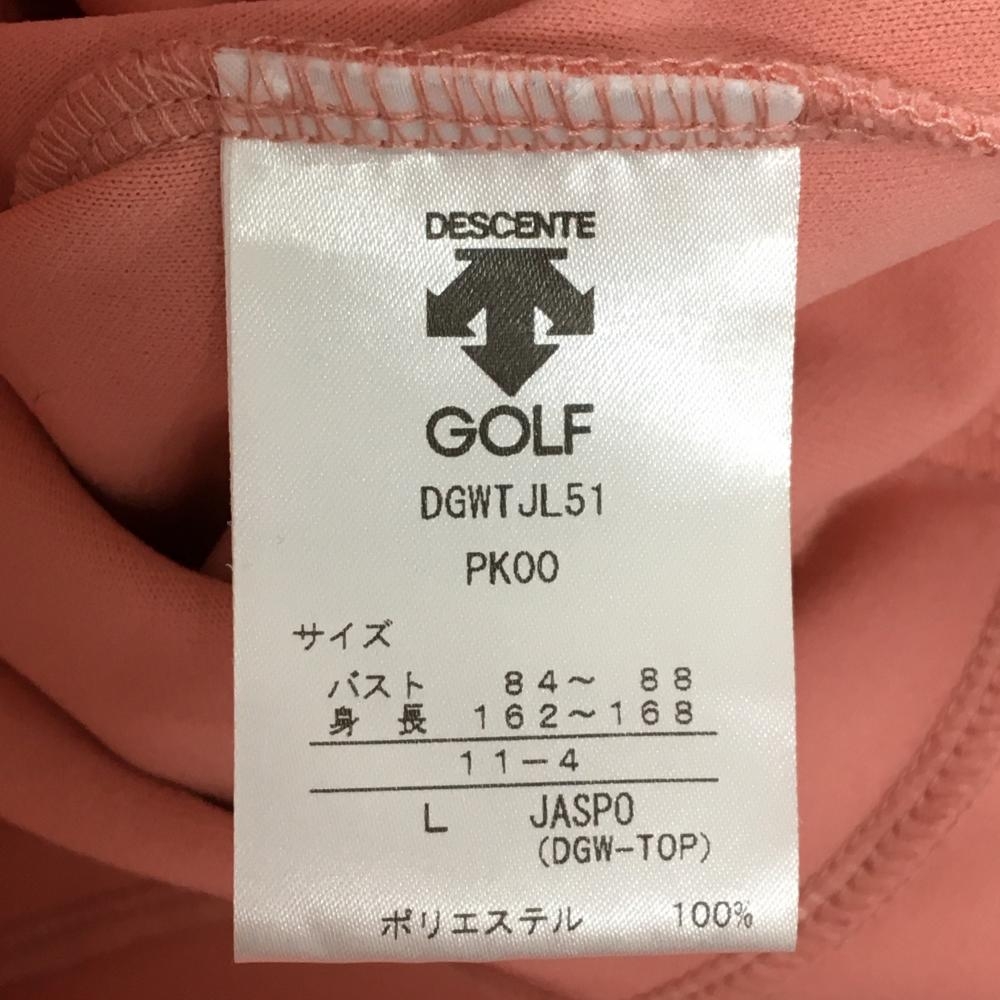 DESCENTE
GOLF
DGWTJL51
PK00
サイズ
バスト 84～ 88
身 長 162～168
11－4
L JASPO
(DGW-TOP)
ポリエステル 100%